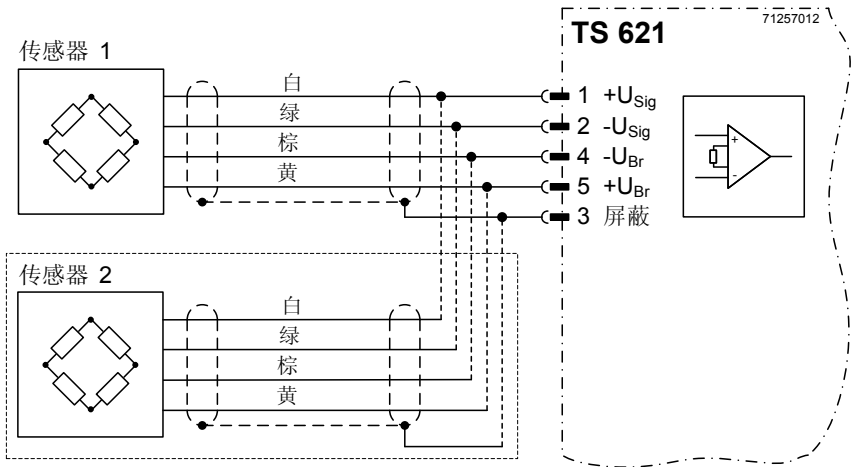 TS 621
71257012
传感器 1
白
绿
棕
黄
1 +USig
2 -USig
4 -UBr
5 +UBr
3 屏蔽
+
-
传感器 2
白
绿
棕
黄